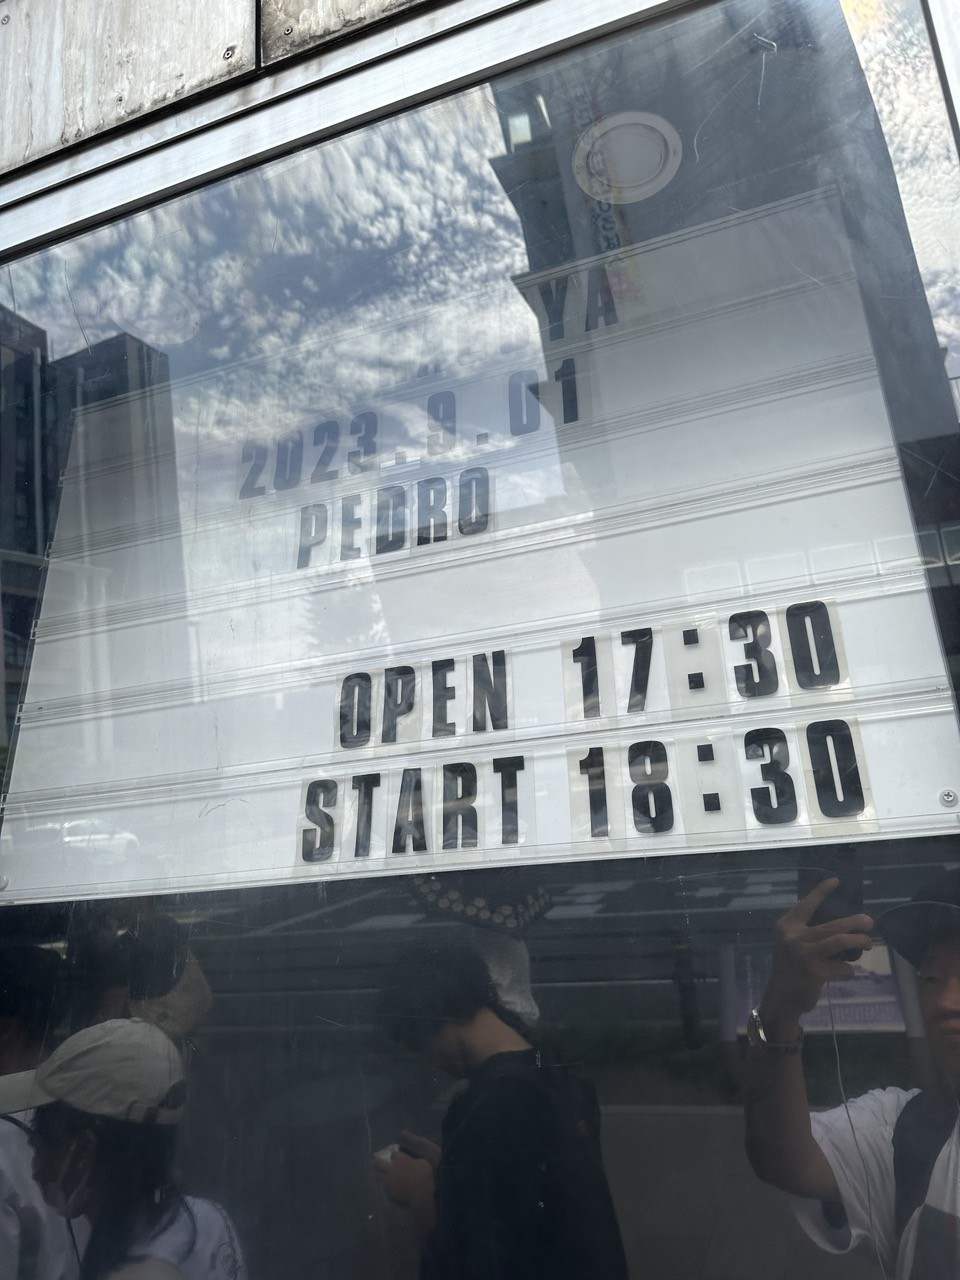 YA
2023.9.01
PEDRO
OPEN 17:30
START 18:30